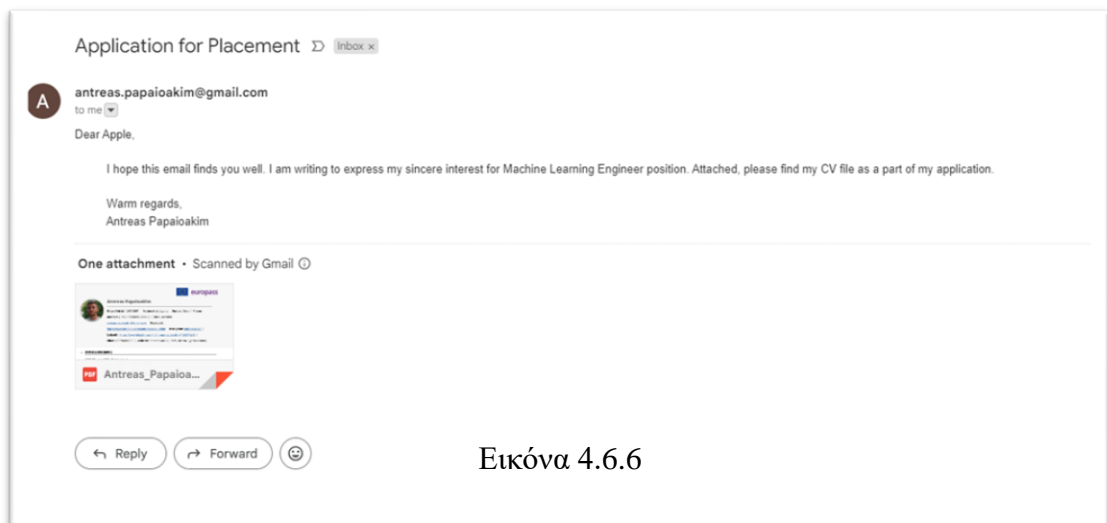 Application for Placement Inbox x
A
antreas.papaioakim@gmail.com
to me
Dear Apple,
I hope this email finds you well. I am writing to express my sincere interest for Machine Learning Engineer position. Attached, please find my CV file as a part of my application.
Warm regards,
Antreas Papaioakim
One attachment • Scanned by Gmail
europass
Antreas Papaioakim
PDF Antreas_Papaioa...
Reply Forward
Εικόνα 4.6.6